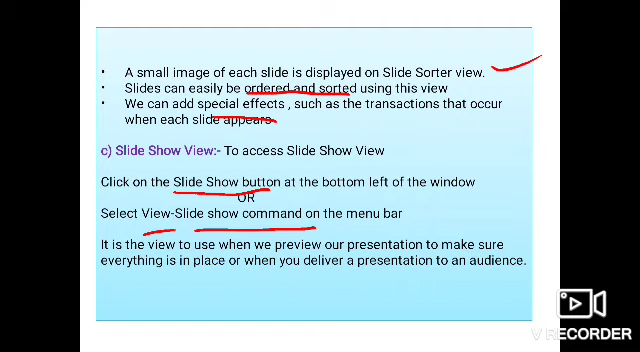 • A small image of each slide is displayed on Slide Sorter view.
• Slides can easily be ordered and sorted using this view
• We can add special effects , such as the transactions that occur
when each slide appears.
c) Slide Show View:- To access Slide Show View
Click on the Slide Show button at the bottom left of the window
OR
Select View-Slide show command on the menu bar
It is the view to use when we preview our presentation to make sure
everything is in place or when you deliver a presentation to an audience.
V RECORDER